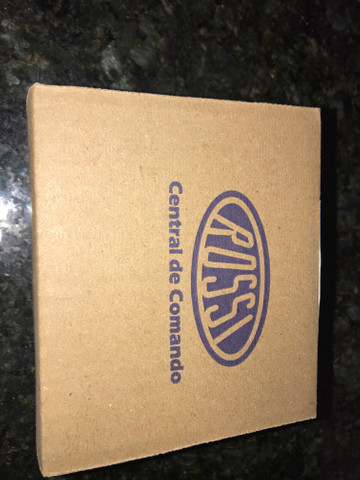 ROSSI
Central de Comando